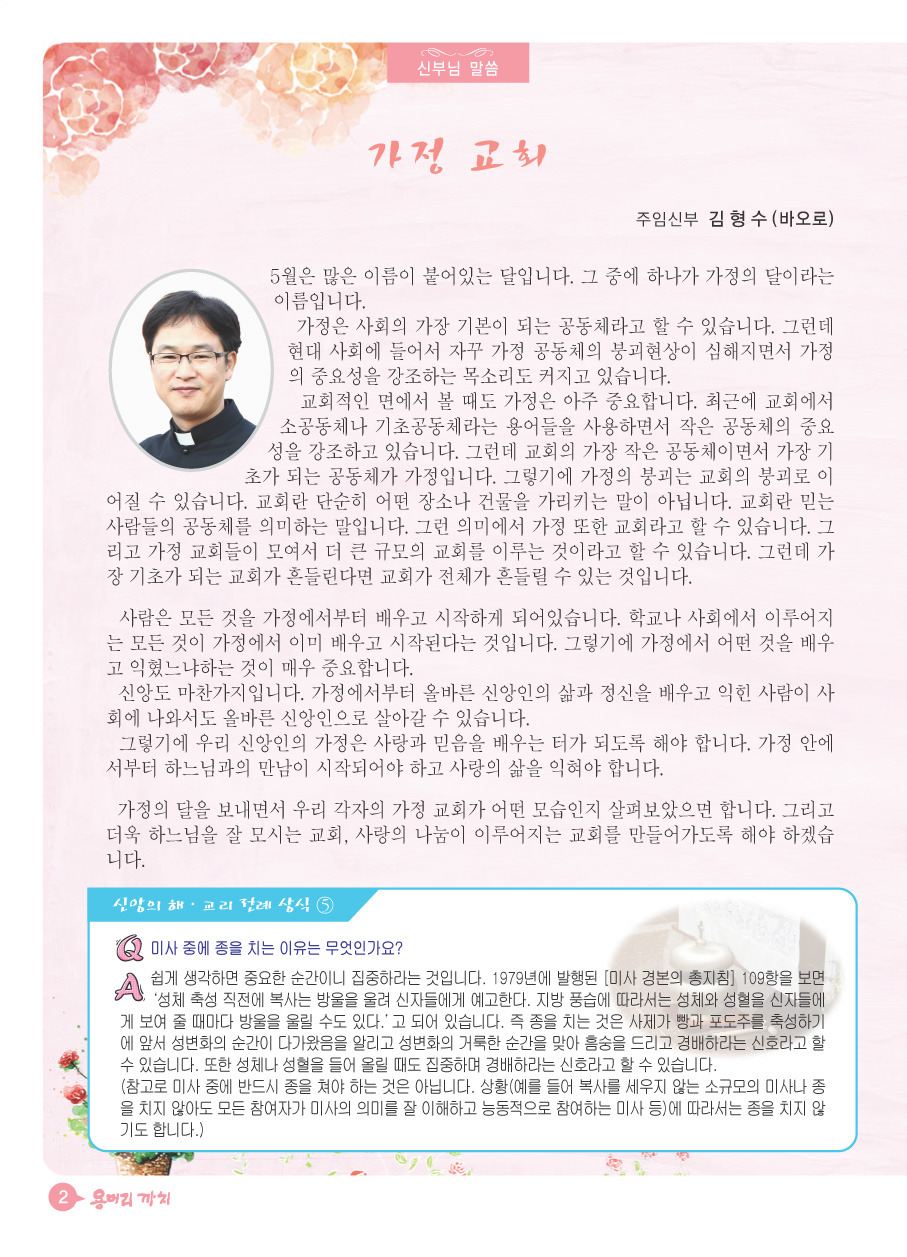 신부님 말씀
가정 교회
주임신부 김형수(바오로)
5월은 많은 이름이 붙어있는 달입니다. 그 중에 하나가 가정의 달이라는
이름입니다.
가정은 사회의 가장 기본이 되는 공동체라고 할 수 있습니다. 그런데
현대 사회에 들어서 자꾸 가정 공동체의 붕괴현상이 심해지면서 가정
의 중요성을 강조하는 목소리도 커지고 있습니다.
교회적인 면에서 볼 때도 가정은 아주 중요합니다. 최근에 교회에서
소공동체나 기초공동체라는 용어들을 사용하면서 작은 공동체의 중요
성을 강조하고 있습니다. 그런데 교회의 가장 작은 공동체이면서 가장 기
초가 되는 공동체가 가정입니다. 그렇기에 가정의 붕괴는 교회의 붕괴로 이
어질 수 있습니다. 교회란 단순히 어떤 장소나 건물을 가리키는 말이 아닙니다. 교회란 믿는
사람들의 공동체를 의미하는 말입니다. 그런 의미에서 가정 또한 교회라고 할 수 있습니다. 그
리고 가정 교회들이 모여서 더 큰 규모의 교회를 이루는 것이라고 할 수 있습니다. 그런데 가
장 기초가 되는 교회가 흔들린다면 교회가 전체가 흔들릴 수 있는 것입니다.
사람은 모든 것을 가정에서부터 배우고 시작하게 되어있습니다. 학교나 사회에서 이루어지
는 모든 것이 가정에서 이미 배우고 시작된다는 것입니다. 그렇기에 가정에서 어떤 것을 배우
고 익혔느냐하는 것이 매우 중요합니다.
신앙도 마찬가지입니다. 가정에서부터 올바른 신앙인의 삶과 정신을 배우고 익힌 사람이 사
회에 나와서도 올바른 신앙인으로 살아갈 수 있습니다.
그렇기에 우리 신앙인의 가정은 사랑과 믿음을 배우는 터가 되도록 해야 합니다. 가정 안에
서부터 하느님과의 만남이 시작되어야 하고 사랑의 삶을 익혀야 합니다.
가정의 달을 보내면서 우리 각자의 가정 교회가 어떤 모습인지 살펴보았으면 합니다. 그리고
더욱 하느님을 잘 모시는 교회, 사랑의 나눔이 이루어지는 교회를 만들어가도록 해야 하겠습
니다.
신앙의 해 · 교리 전례 상식 ⑤
Q 미사 중에 종을 치는 이유는 무엇인가요?
A 쉽게 생각하면 중요한 순간이니 집중하라는 것입니다. 1979년에 발행된 [미사 경본의 총지침] 109항을 보면
'성체 축성 직전에 복사는 방울을 울려 신자들에게 예고한다. 지방 풍습에 따라서는 성체와 성혈을 신자들에
게 보여 줄 때마다 방울을 울릴 수도 있다.' 고 되어 있습니다. 즉 종을 치는 것은 사제가 빵과 포도주를 축성하기
에 앞서 성변화의 순간이 다가왔음을 알리고 성변화의 거룩한 순간을 맞아 흠숭을 드리고 경배하라는 신호라고 할
수 있습니다. 또한 성체나 성혈을 들어 올릴 때도 집중하며 경배하라는 신호라고 할 수 있습니다.
(참고로 미사 중에 반드시 종을 쳐야 하는 것은 아닙니다. 상황(예를 들어 복사를 세우지 않는 소규모의 미사나 종
을 치지 않아도 모든 참여자가 미사의 의미를 잘 이해하고 능동적으로 참여하는 미사 등)에 따라서는 종을 치지 않
기도 합니다.)
2 용머리 까치